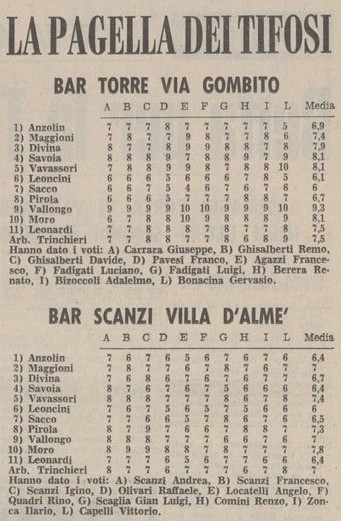 LA PAGELLA DEI TIFOSI
BAR TORRE VIA GOMBITO
A B C D E F G H I L Media
1) Anzolin 7 7 7 8 7 7 7 7 7 5 6,9
2) Maggioni 7 8 7 7 9 8 7 7 8 6 7,4
3) Divina 7 8 7 8 9 9 8 8 7 8 7,9
4) Savoia 8 8 8 9 7 8 8 9 7 9 8,1
5) Vavassori 7 8 8 9 9 8 7 8 8 10 8,1
6) Leoncini 6 6 6 5 6 6 6 7 8 5 6,1
7) Sacco 6 6 7 5 4 6 7 6 7 6 6
8) Pirola 6 6 6 5 7 7 7 8 8 7 6,7
9) Vallongo 9 9 9 9 10 10 9 9 9 10 9,3
10) Moro 6 7 8 8 10 9 8 8 8 9 8,1
11) Leonardi 7 7 8 8 8 8 7 8 7 7 7,5
Arb. Trinchieri 7 7 8 8 7 7 8 7 8 8 7,5
Hanno dato i voti: A) Carrara Giuseppe, B) Ghisalberti Remo,
C) Ghisalberti Davide, D) Pavesi Franco, E) Agazzi France-
sco, F) Fadigati Luciano, G) Fadigati Luigi, H) Berera Re-
nato, I) Bizoccoli Adalelmo, L) Bonacina Gervasio.
BAR SCANZI VILLA D'ALME'
A B C D E F G H I L Media
1) Anzolin 7 6 7 6 5 6 7 6 7 6 6,4
2) Maggioni 7 8 7 7 6 7 8 7 6 7 7
3) Divina 7 6 8 6 6 7 6 7 7 7 6,7
4) Savoia 8 7 6 7 6 7 5 6 6 6 6,4
5) Vavassori 8 8 8 7 7 7 7 8 6 7 7,4
6) Leoncini 6 7 7 5 6 5 7 5 6 6 6
7) Sacco 7 7 6 6 5 7 8 6 7 6 6,5
8) Pirola 8 7 9 7 6 7 7 8 7 7 7,3
9) Vallongo 8 8 8 7 7 7 6 6 6 7 7
10) Moro 8 9 9 8 8 7 8 7 7 7 7,8
11) Leonardi 7 7 7 6 5 6 7 7 6 6 6,4
Arb. Trinchieri 8 8 7 6 7 6 7 6 7 8 7
Hanno dato i voti: A) Scanzi Andrea, B) Scanzi Francesco,
C) Scanzi Igino, D) Olivari Raffaele, E) Locatelli Angelo, F)
Quadri Rino, G) Scaglia Gian Luigi, H) Comini Renzo, I) Zon-
ca Ilario, L) Capelli Vittorio.